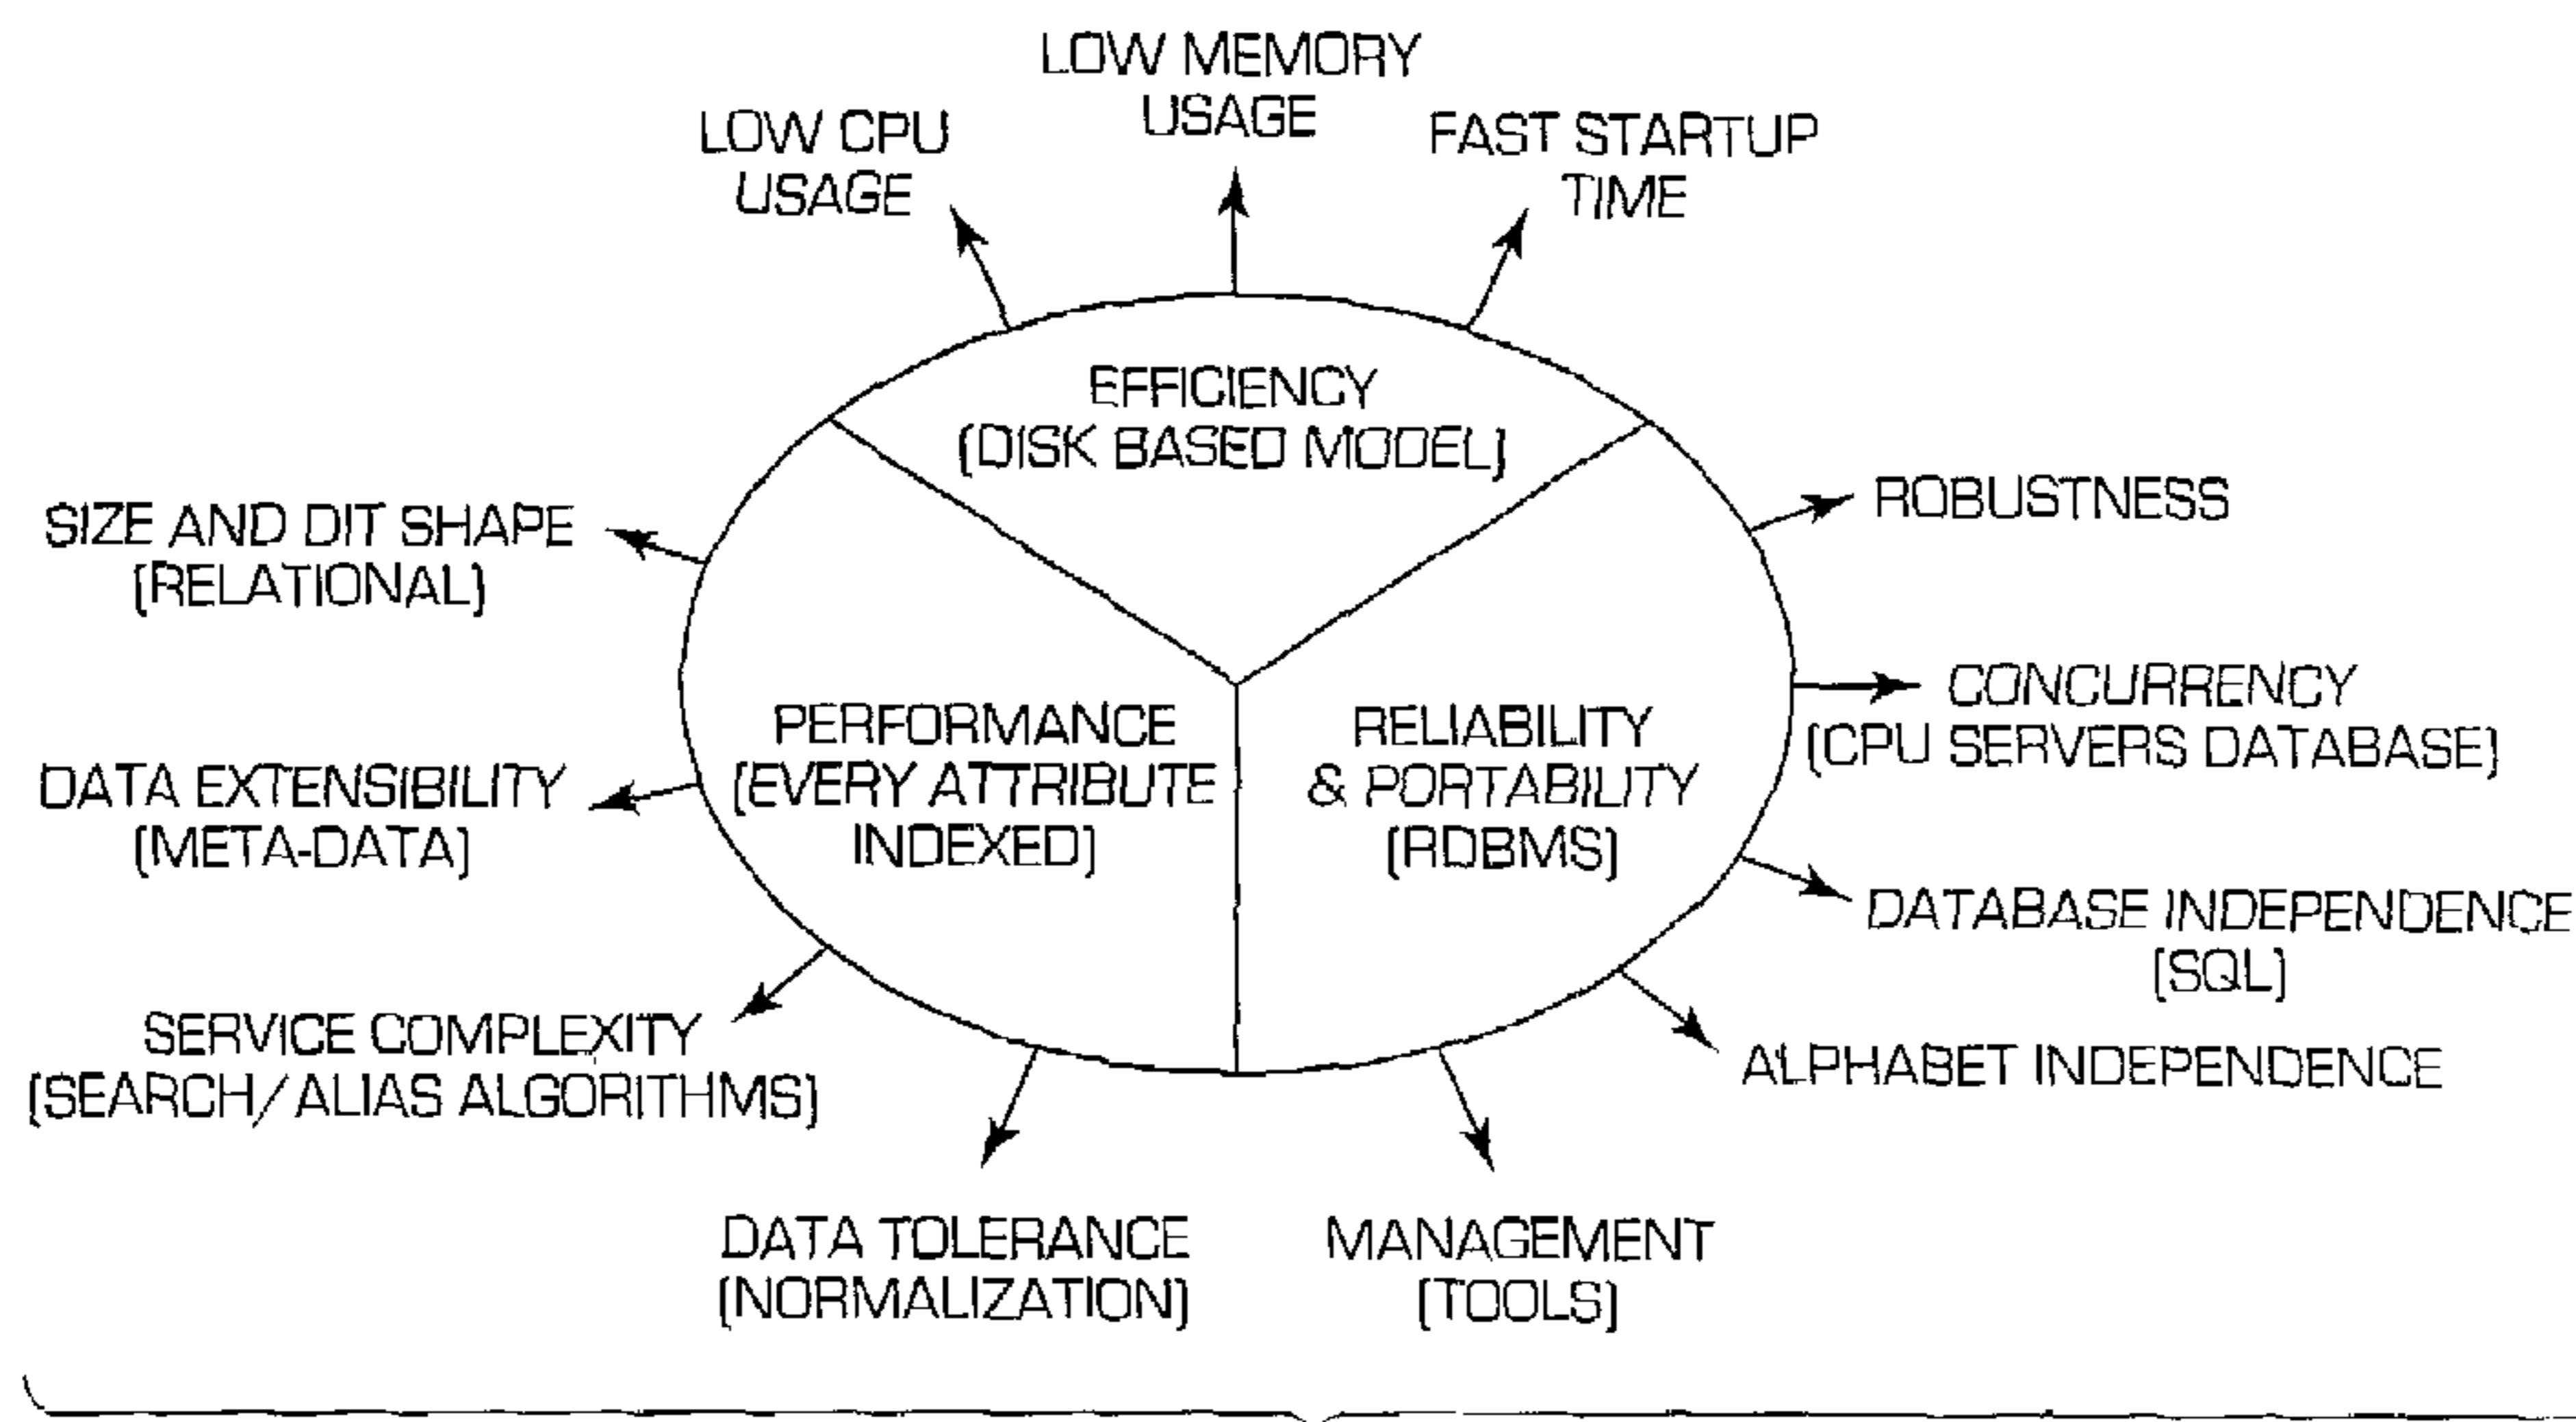 LOW MEMORY
USAGE
LOW CPU
USAGE
FAST STARTUP
TIME
EFFICIENCY
(DISK BASED MODEL)
SIZE AND DIT SHAPE
(RELATIONAL)
ROBUSTNESS
PERFORMANCE
(EVERY ATTRIBUTE
INDEXED)
RELIABILITY
& PORTABILITY
(RDBMS)
CONCURRENCY
(CPU SERVERS DATABASE)
DATA EXTENSIBILITY
(META-DATA)
DATABASE INDEPENDENCE
(SQL)
SERVICE COMPLEXITY
(SEARCH/ALIAS ALGORITHMS)
ALPHABET INDEPENDENCE
DATA TOLERANCE
(NORMALIZATION)
MANAGEMENT
(TOOLS)